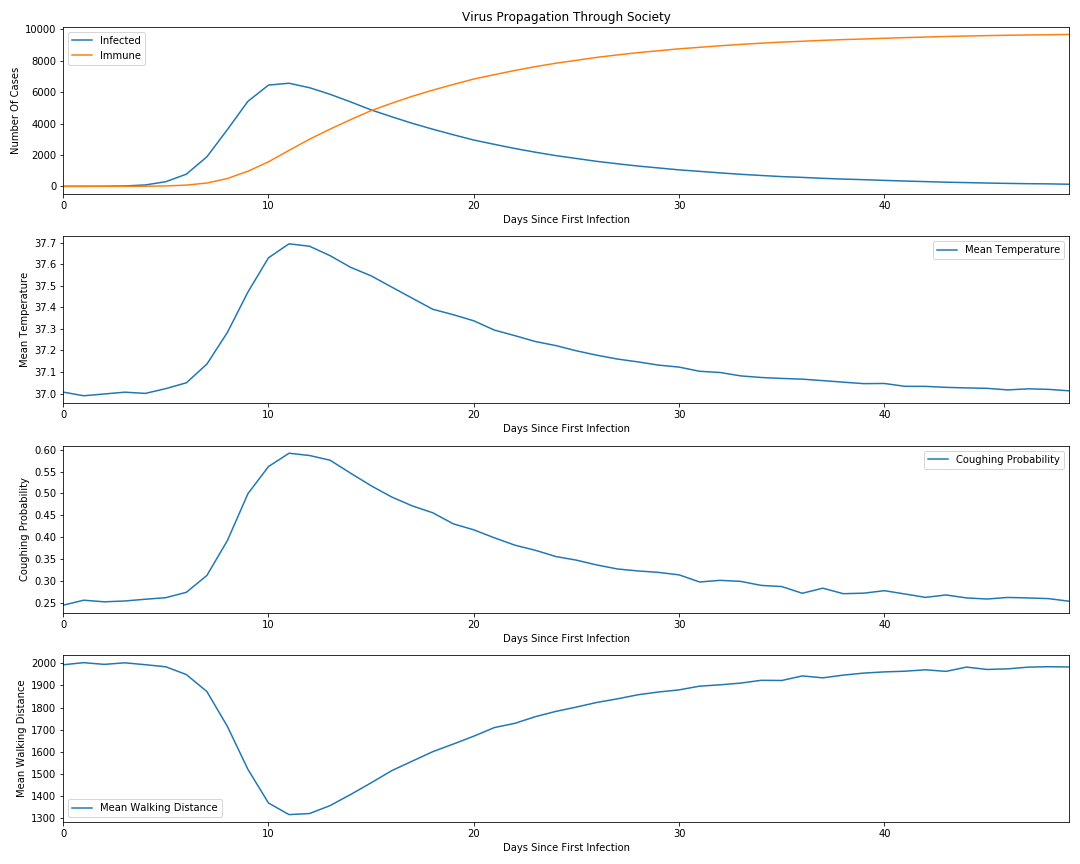 Virus Propagation Through Society
10000
8000
6000
4000
2000
0
Number Of Cases
Infected
Immune
0 10 20 30 40
Days Since First Infection
37.7
37.6
37.5
37.4
37.3
37.2
37.1
37.0
Mean Temperature
Mean Temperature
0 10 20 30 40
Days Since First Infection
0.60
0.55
0.50
0.45
0.40
0.35
0.30
0.25
Coughing Probability
Coughing Probability
0 10 20 30 40
Days Since First Infection
2000
1900
1800
1700
1600
1500
1400
1300
Mean Walking Distance
Mean Walking Distance
0 10 20 30 40
Days Since First Infection